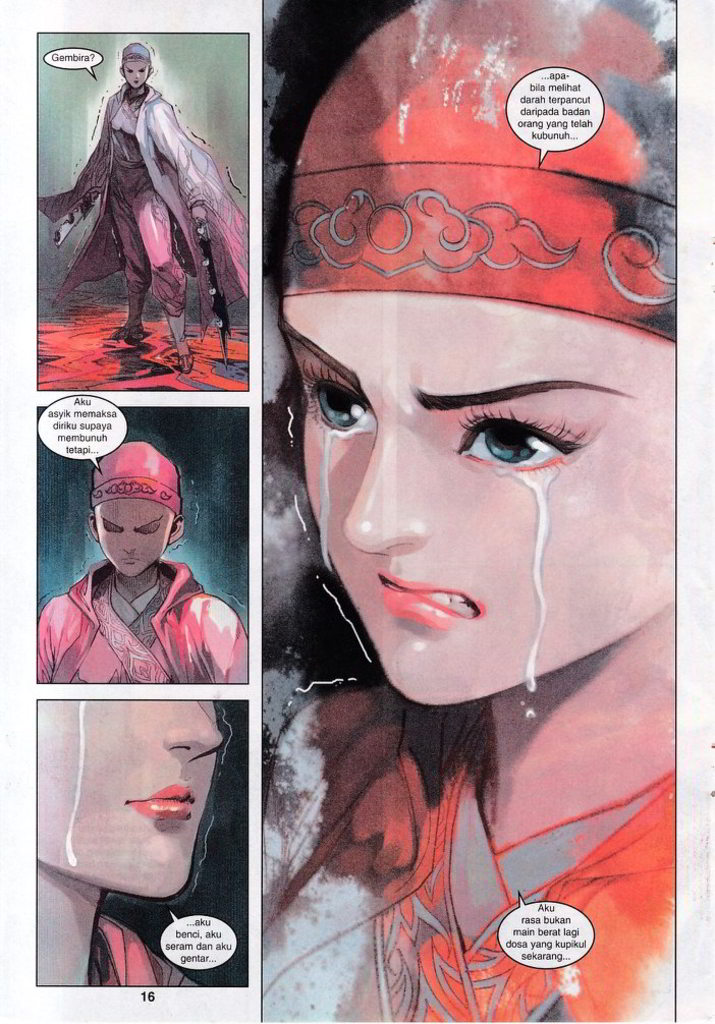 Gembira?
Aku
asyik memaksa
diriku supaya
membunuh
tetapi...
...aku
benci, aku
seram dan aku
gentar...
...apa-
bila melihat
darah terpancut
daripada badan
orang yang telah
kubunuh...
Aku
rasa bukan
main berat lagi
dosa yang kupikul
sekarang...
16